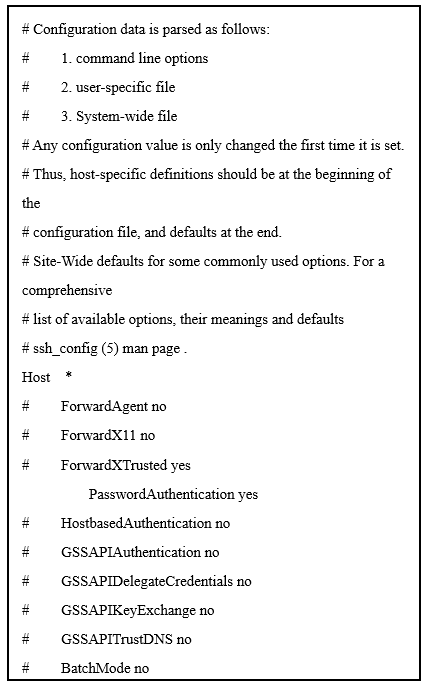 # Configuration data is parsed as follows:
# 1. command line options
# 2. user-specific file
# 3. System-wide file
# Any configuration value is only changed the first time it is set.
# Thus, host-specific definitions should be at the beginning of
the
# configuration file, and defaults at the end.
# Site-Wide defaults for some commonly used options. For a
comprehensive
# list of available options, their meanings and defaults
# ssh_config (5) man page .
Host *
# ForwardAgent no
# ForwardX11 no
# ForwardXTrusted yes
PasswordAuthentication yes
# HostbasedAuthentication no
# GSSAPIAuthentication no
# GSSAPIDelegateCredentials no
# GSSAPIKeyExchange no
# GSSAPITrustDNS no
# BatchMode no